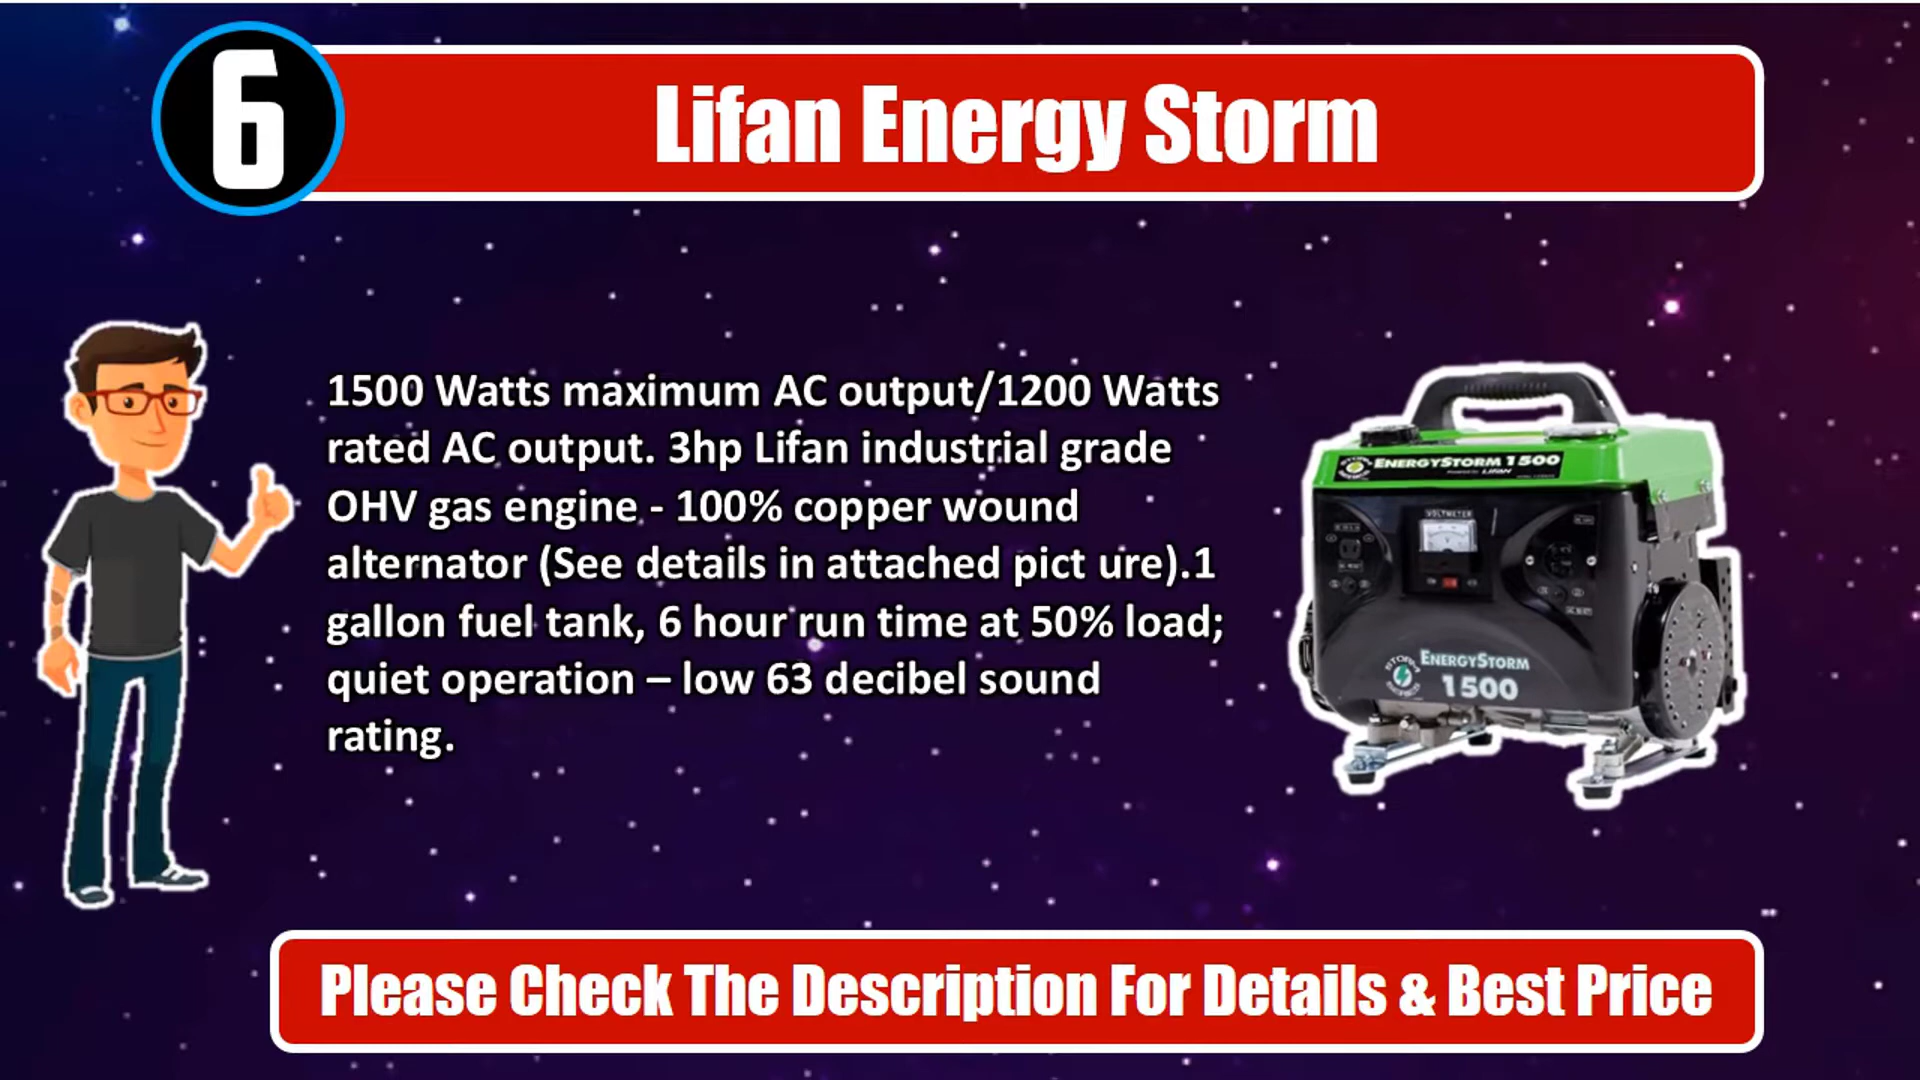 6
Lifan Energy Storm
1500 Watts maximum AC output/1200 Watts
rated AC output. 3hp Lifan industrial grade
OHV gas engine - 100% copper wound
alternator (See details in attached pict ure).1
gallon fuel tank, 6 hour run time at 50% load;
quiet operation – low 63 decibel sound
rating.
ENERGYSTORM 1500
VOLTMETER
ENERGYSTORM
1500
Please Check The Description For Details & Best Price